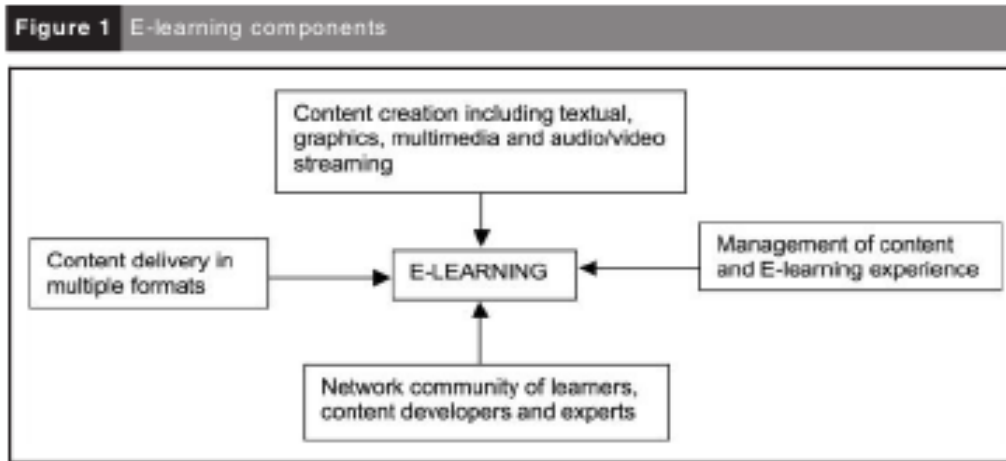 Figure 1 E-learning components
Content creation including textual,
graphics, multimedia and audio/video
streaming
Content delivery in
multiple formats
E-LEARNING
Management of content
and E-learning experience
Network community of learners,
content developers and experts